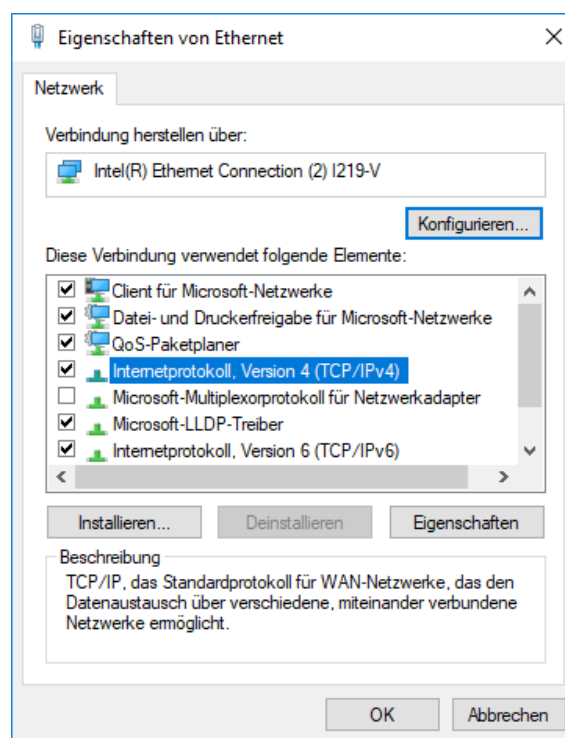 Eigenschaften von Ethernet
Netzwerk
Verbindung herstellen über:
Intel(R) Ethernet Connection (2) I219-V
Konfigurieren...
Diese Verbindung verwendet folgende Elemente:
Client für Microsoft-Netzwerke
Datei- und Druckerfreigabe für Microsoft-Netzwerke
QoS-Paketplaner
Internetprotokoll, Version 4 (TCP/IPv4)
Microsoft-Multiplexorprotokoll für Netzwerkadapter
Microsoft-LLDP-Treiber
Internetprotokoll, Version 6 (TCP/IPv6)
Installieren... Deinstallieren Eigenschaften
Beschreibung
TCP/IP, das Standardprotokoll für WAN-Netzwerke, das den
Datenaustausch über verschiedene, miteinander verbundene
Netzwerke ermöglicht.
OK Abbrechen